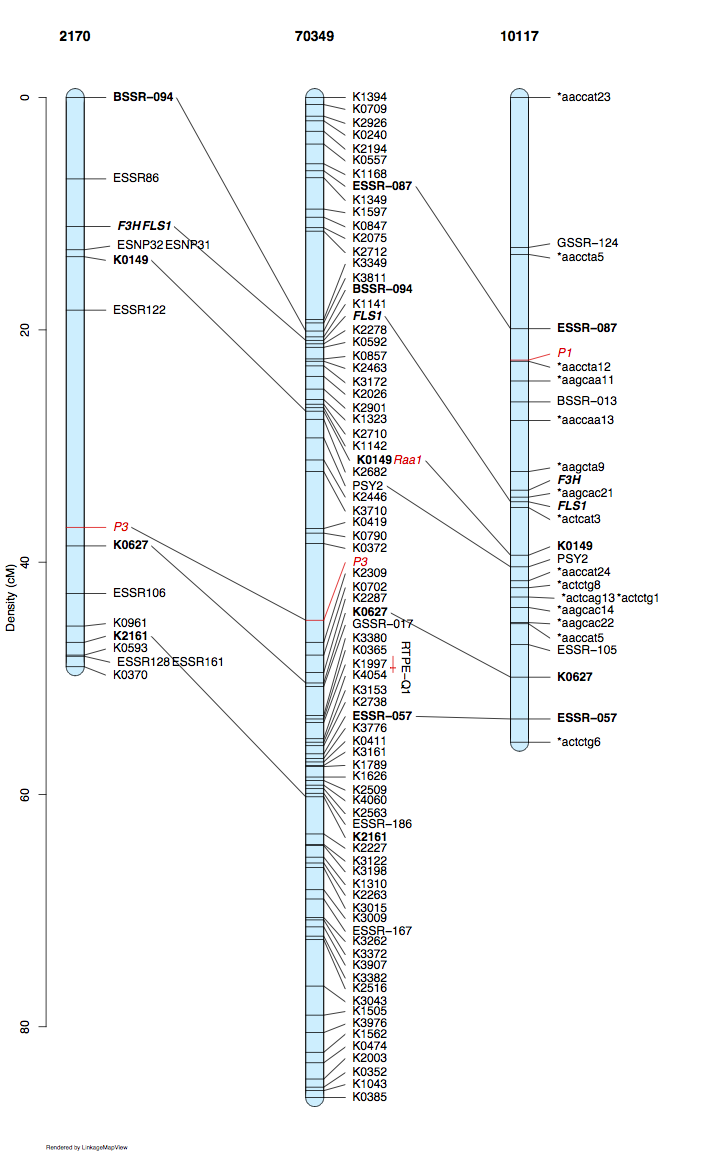 2170
70349
10117
Density (cM)
0
20
40
60
80
BSSR-094
ESSR86
F3H FLS1
ESNP32 ESNP31
K0149
ESSR122
P3
K0627
ESSR106
K0961
K2161
K0593
ESSR128 ESSR161
K0370
K1394
K0709
K2926
K0240
K2194
K0557
K1168
ESSR-087
K1349
K1597
K0847
K2075
K2712
K3349
K3811
BSSR-094
K1141
FLS1
K2278
K0592
K0857
K2463
K3172
K2026
K2901
K1323
K2710
K1142
K0149 Raa1
K2682
PSY2
K2446
K3710
K0419
K0790
K0372
P3
K2309
K0702
K2287
K0627
GSSR-017
K3380
K0365
K1997
K4054
K3153
K2738
ESSR-057
K3776
K0411
K3161
K1789
K1626
K2509
K4060
K2563
ESSR-186
K2161
K2227
K3122
K3198
K1310
K2263
K3015
K3009
ESSR-167
K3262
K3372
K3907
K3382
K2516
K3043
K1505
K3976
K1562
K0474
K2003
K0352
K1043
K0385
RTPE-Q1
*aaccat23
GSSR-124
*aaccta5
ESSR-087
P1
*aaccta12
*aagcaa11
BSSR-013
*aaccaa13
*aagcta9
F3H
*aagcac21
FLS1
*actcat3
K0149
PSY2
*aaccat24
*actctg8
*actcag13 *actctg1
*aagcac14
*aagcac22
*aaccat5
ESSR-105
K0627
ESSR-057
*actctg6
Rendered by LinkageMapView